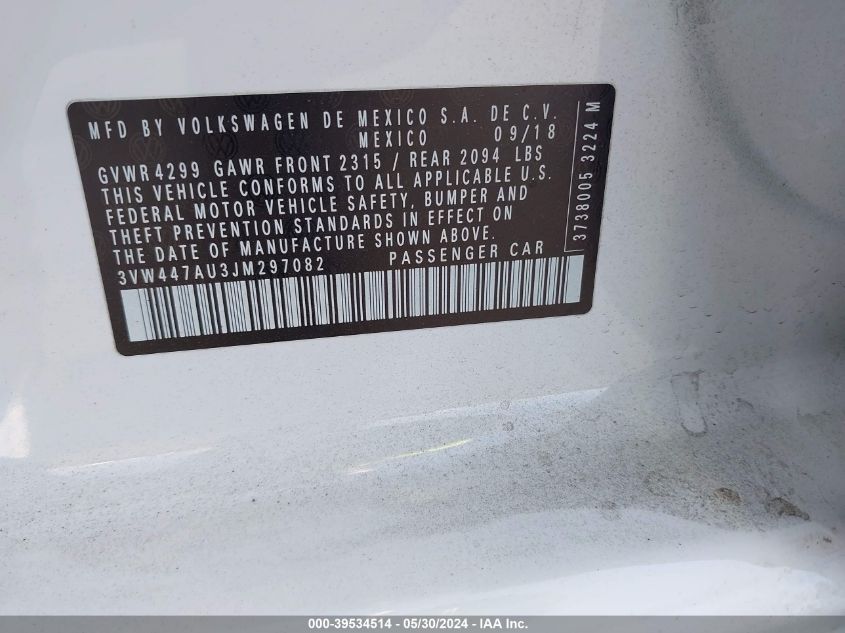 MFD BY VOLKSWAGEN DE MEXICO S.A. DE C.V.
MEXICO 09/18
GVWR 4299 GAWR FRONT 2315 / REAR 2094 LBS
THIS VEHICLE CONFORMS TO ALL APPLICABLE U.S.
FEDERAL MOTOR VEHICLE SAFETY, BUMPER AND
THEFT PREVENTION STANDARDS IN EFFECT ON
THE DATE OF MANUFACTURE SHOWN ABOVE.
3VW447AU3JM297082 PASSENGER CAR
3738005 3224 M
000-39534514 - 05/30/2024 - IAA Inc.